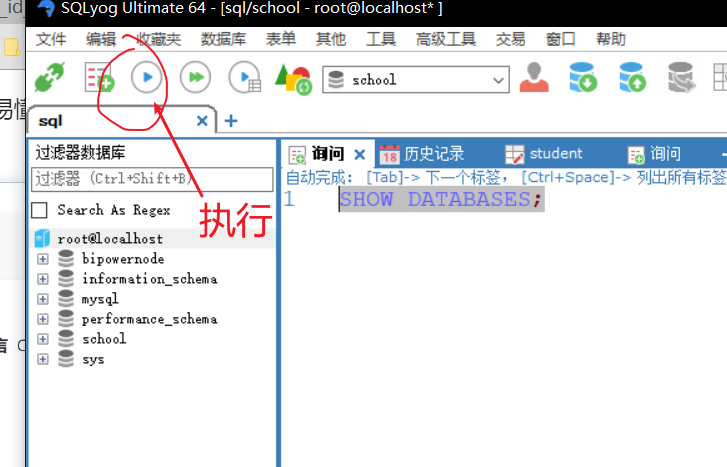 _id_
SQLyog Ultimate 64 - [sql/school - root@localhost* ]
文件 编辑 收藏夹 数据库 表单 其他 工具 高级工具 交易 窗口 帮助
school
易懂
sql
过滤器数据库
过滤器 (Ctrl+Shift+B)
Search As Regex
root@localhost
bipowernode
information_schema
mysql
performance_schema
school
sys
执行
询问 18 历史记录 student 询问
自动完成: [Tab]-> 下一个标签, [Ctrl+Space]-> 列出所有标签
1 SHOW DATABASES;